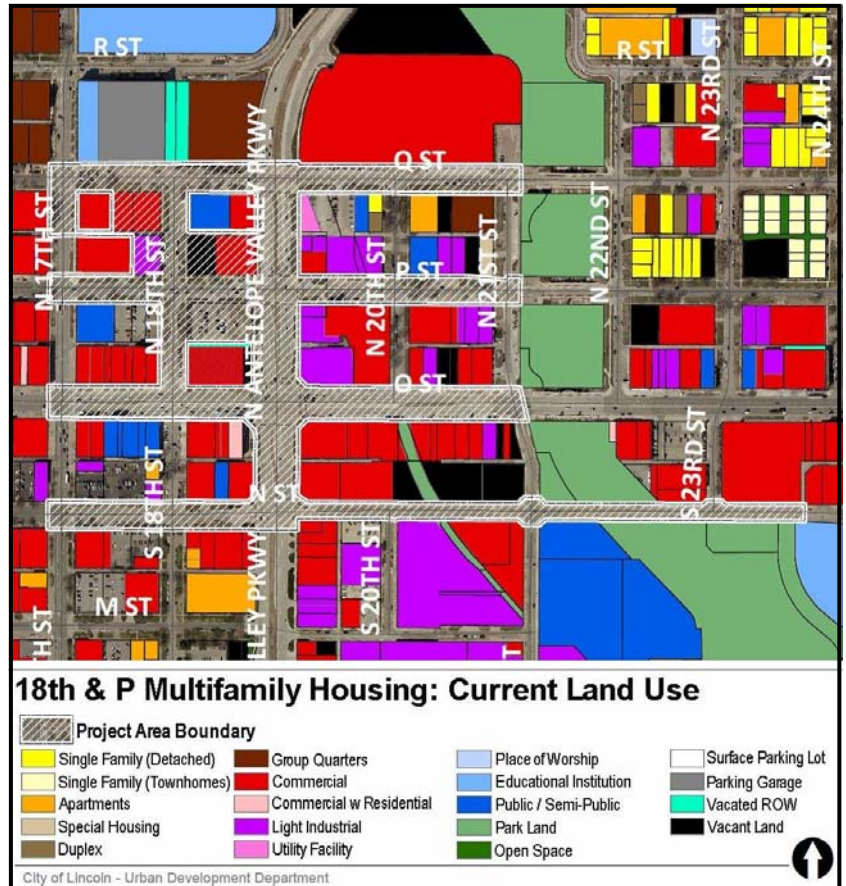 R ST
R ST
N 23RD ST
N 24TH ST
N ANTELOPE VALLEY PKWY
Q ST
N 17TH ST
N 18TH ST
N 20TH ST
N 21ST ST
N 22ND ST
P ST
O ST
S 18TH ST
N ST
S 23RD ST
S 20TH ST
M ST
LLEY PKWY
TH ST
T
18th & P Multifamily Housing: Current Land Use
Project Area Boundary
Single Family (Detached)
Single Family (Townhomes)
Apartments
Special Housing
Duplex
Group Quarters
Commercial
Commercial w Residential
Light Industrial
Utility Facility
Place of Worship
Educational Institution
Public / Semi-Public
Park Land
Open Space
Surface Parking Lot
Parking Garage
Vacated ROW
Vacant Land
City of Lincoln - Urban Development Department